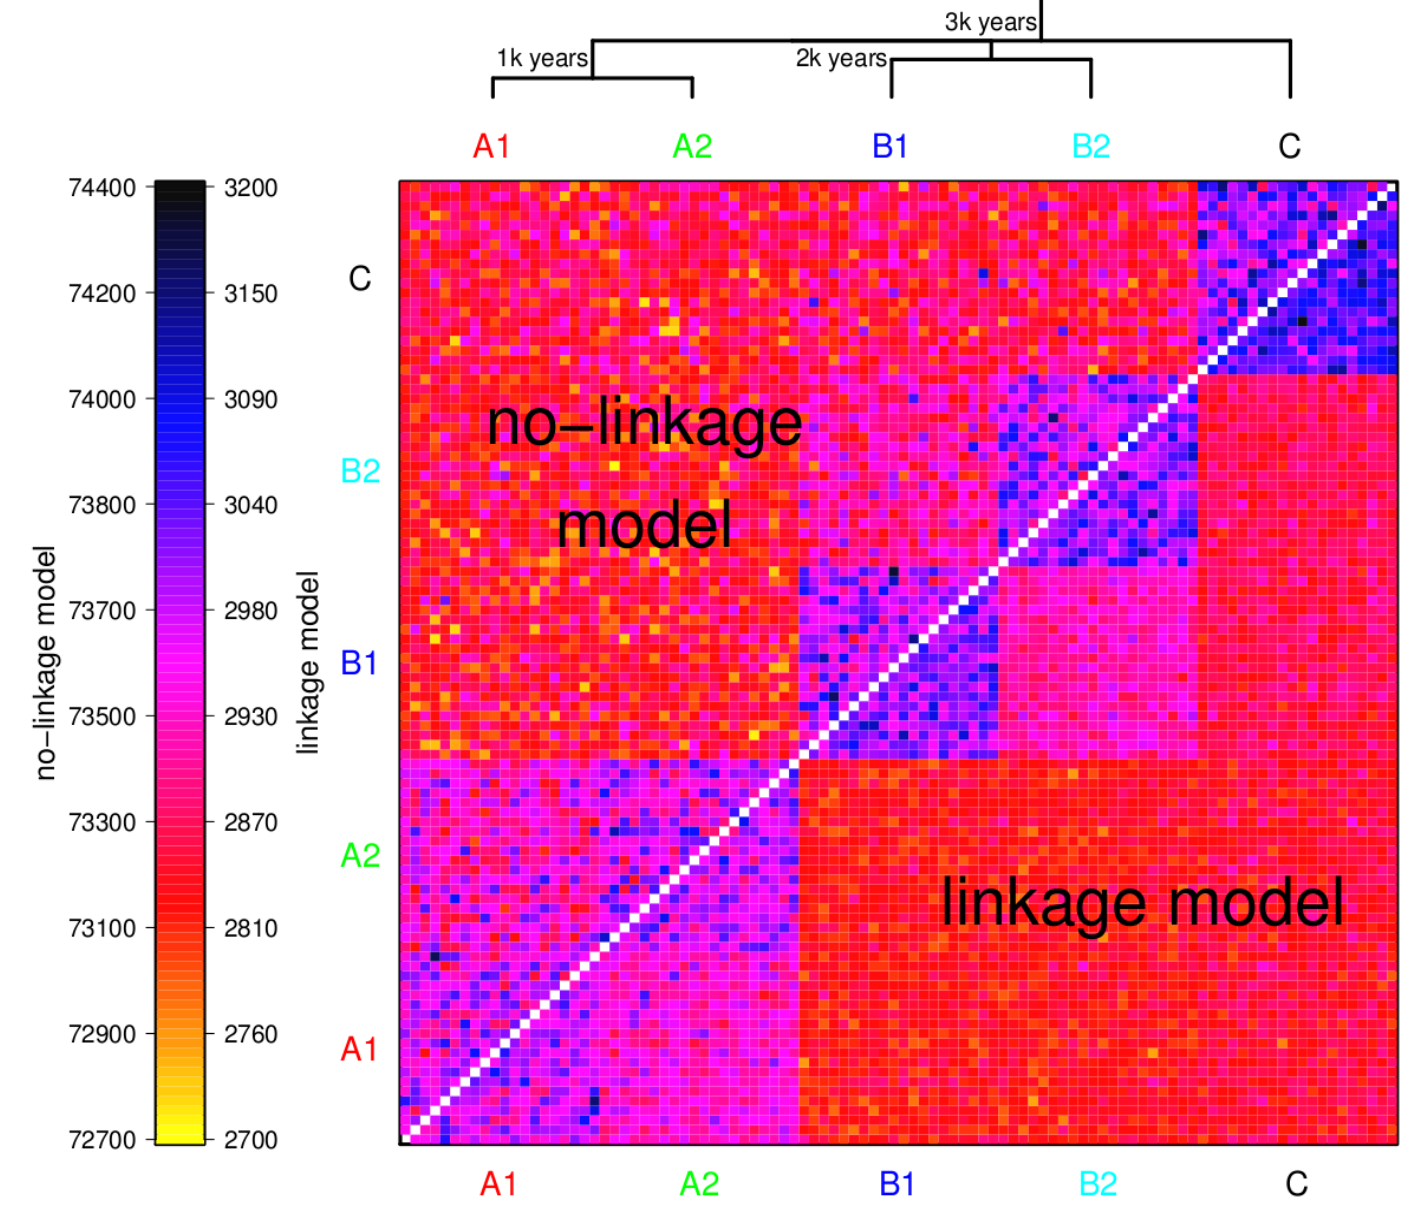 3k years
1k years
2k years
A1 A2 B1 B2 C
74400 3200
74200 3150
74000 3090
73800 3040
73700 2980
73500 2930
73300 2870
73100 2810
72900 2760
72700 2700
no–linkage model
linkage model
C
B2
B1
A2
A1
no–linkage
model
linkage model
A1 A2 B1 B2 C